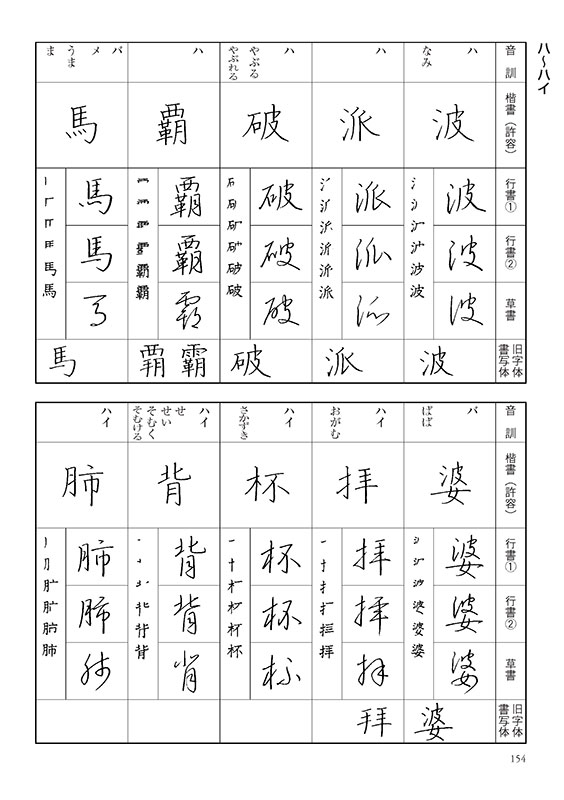 ハ～ハイ
音 訓
楷書（許容）
行書①
行書②
草書
旧字体
書写体
ハ
なみ
波
波
波
波
波
ハ
派
派
派
派
派
ハ
やぶる
やぶれる
破
破
破
破
破
ハ
覇
覇
覇
覇
霸 覇
バ
メ
うま
ま
馬
馬
馬
馬
馬
音 訓
楷書（許容）
行書①
行書②
草書
旧字体
書写体
バ
ばば
婆
婆
婆
婆
婆
ハイ
おがむ
拝
拝
拝
拝
拜
ハイ
さかずき
杯
杯
杯
杯
ハイ
せ
せい
そむく
そむける
背
背
背
背
ハイ
肺
肺
肺
肺
154